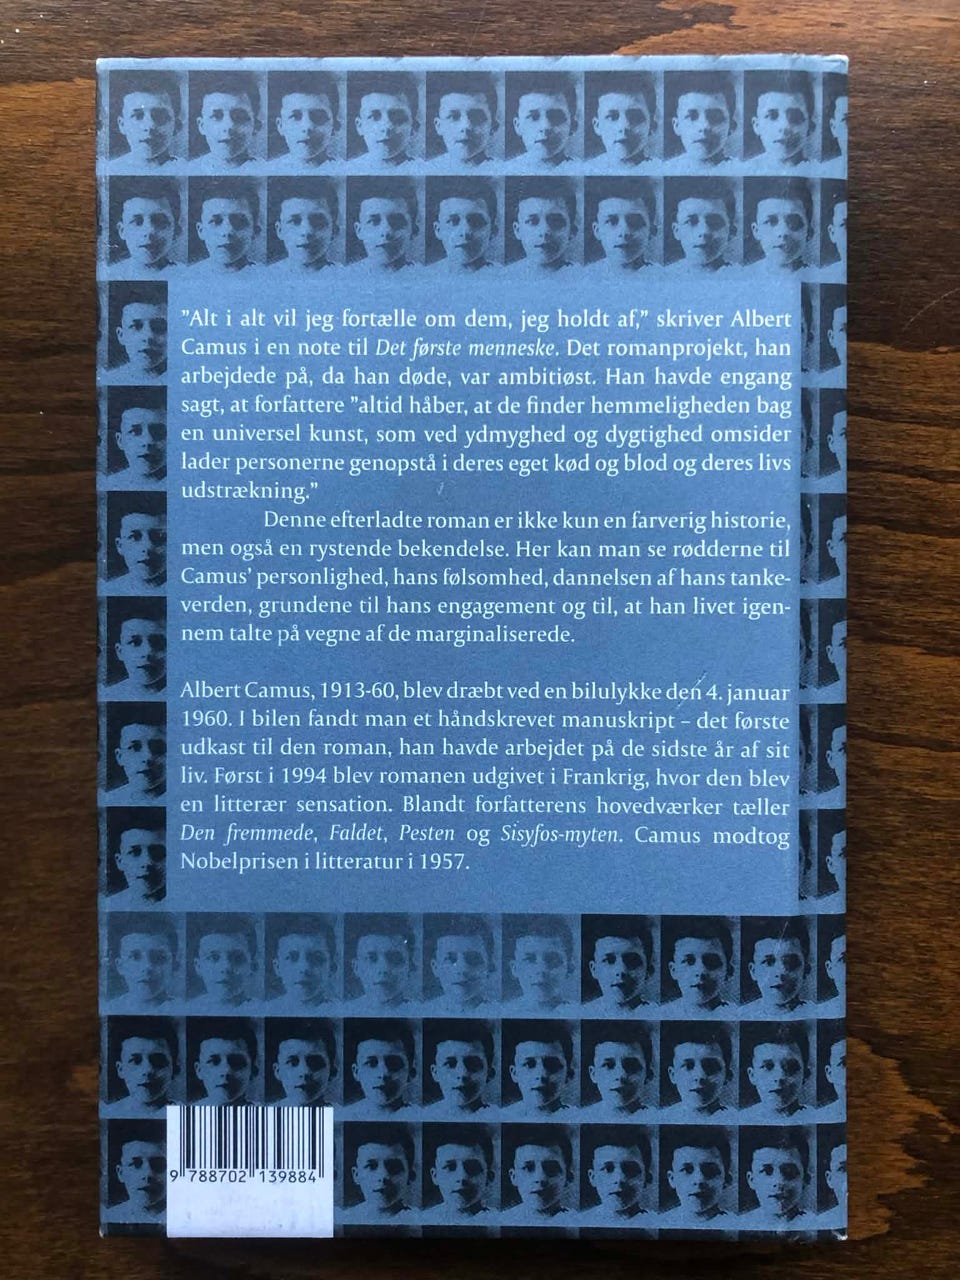 ”Alt i alt vil jeg fortælle om dem, jeg holdt af,” skriver Albert
Camus i en note til Det første menneske. Det romanprojekt, han
arbejdede på, da han døde, var ambitiøst. Han havde engang
sagt, at forfattere ”altid håber, at de finder hemmeligheden bag
en universel kunst, som ved ydmyghed og dygtighed omsider
lader personerne genopstå i deres eget kød og blod og deres livs
udstrækning.”
Denne efterladte roman er ikke kun en farverig historie,
men også en rystende bekendelse. Her kan man se rødderne til
Camus’ personlighed, hans følsomhed, dannelsen af hans tanke-
verden, grundene til hans engagement og til, at han livet igen-
nem talte på vegne af de marginaliserede.
Albert Camus, 1913-60, blev dræbt ved en bilulykke den 4. januar
1960. I bilen fandt man et håndskrevet manuskript – det første
udkast til den roman, han havde arbejdet på de sidste år af sit
liv. Først i 1994 blev romanen udgivet i Frankrig, hvor den blev
en litterær sensation. Blandt forfatterens hovedværker tæller
Den fremmede, Faldet, Pesten og Sisyfos-myten. Camus modtog
Nobelprisen i litteratur i 1957.
9 788702 139884